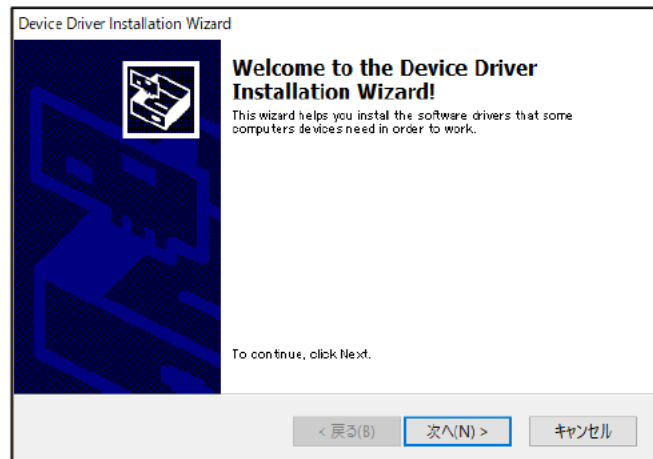 Device Driver Installation Wizard
Welcome to the Device Driver
Installation Wizard!
This wizard helps you install the software drivers that some
computers devices need in order to work.
To continue, click Next.
< 戻る(B)
次へ(N) >
キャンセル